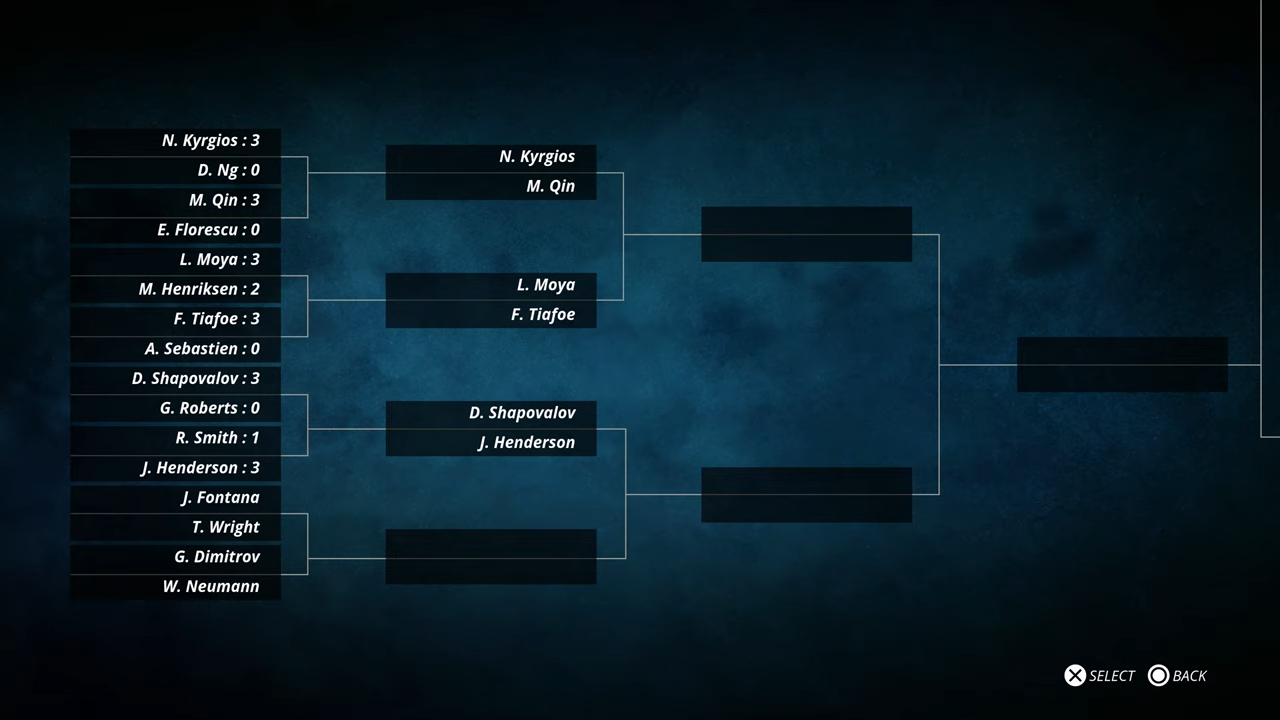 N. Kyrgios : 3
D. Ng : 0
M. Qin : 3
E. Florescu : 0
L. Moya : 3
M. Henriksen : 2
F. Tiafoe : 3
A. Sebastien : 0
D. Shapovalov : 3
G. Roberts : 0
R. Smith : 1
J. Henderson : 3
J. Fontana
T. Wright
G. Dimitrov
W. Neumann
N. Kyrgios
M. Qin
L. Moya
F. Tiafoe
D. Shapovalov
J. Henderson
SELECT BACK